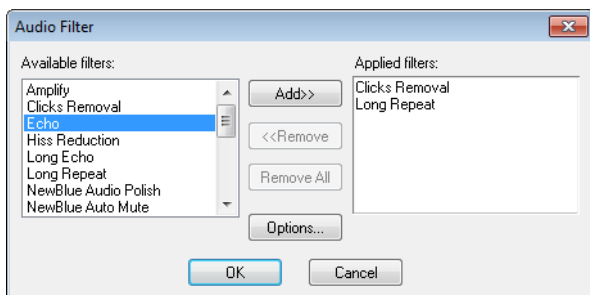 Audio Filter
Available filters:
Amplify
Clicks Removal
Echo
Hiss Reduction
Long Echo
Long Repeat
NewBlue Audio Polish
NewBlue Auto Mute
Add>>
<<Remove
Remove All
Options...
Applied filters:
Clicks Removal
Long Repeat
OK
Cancel